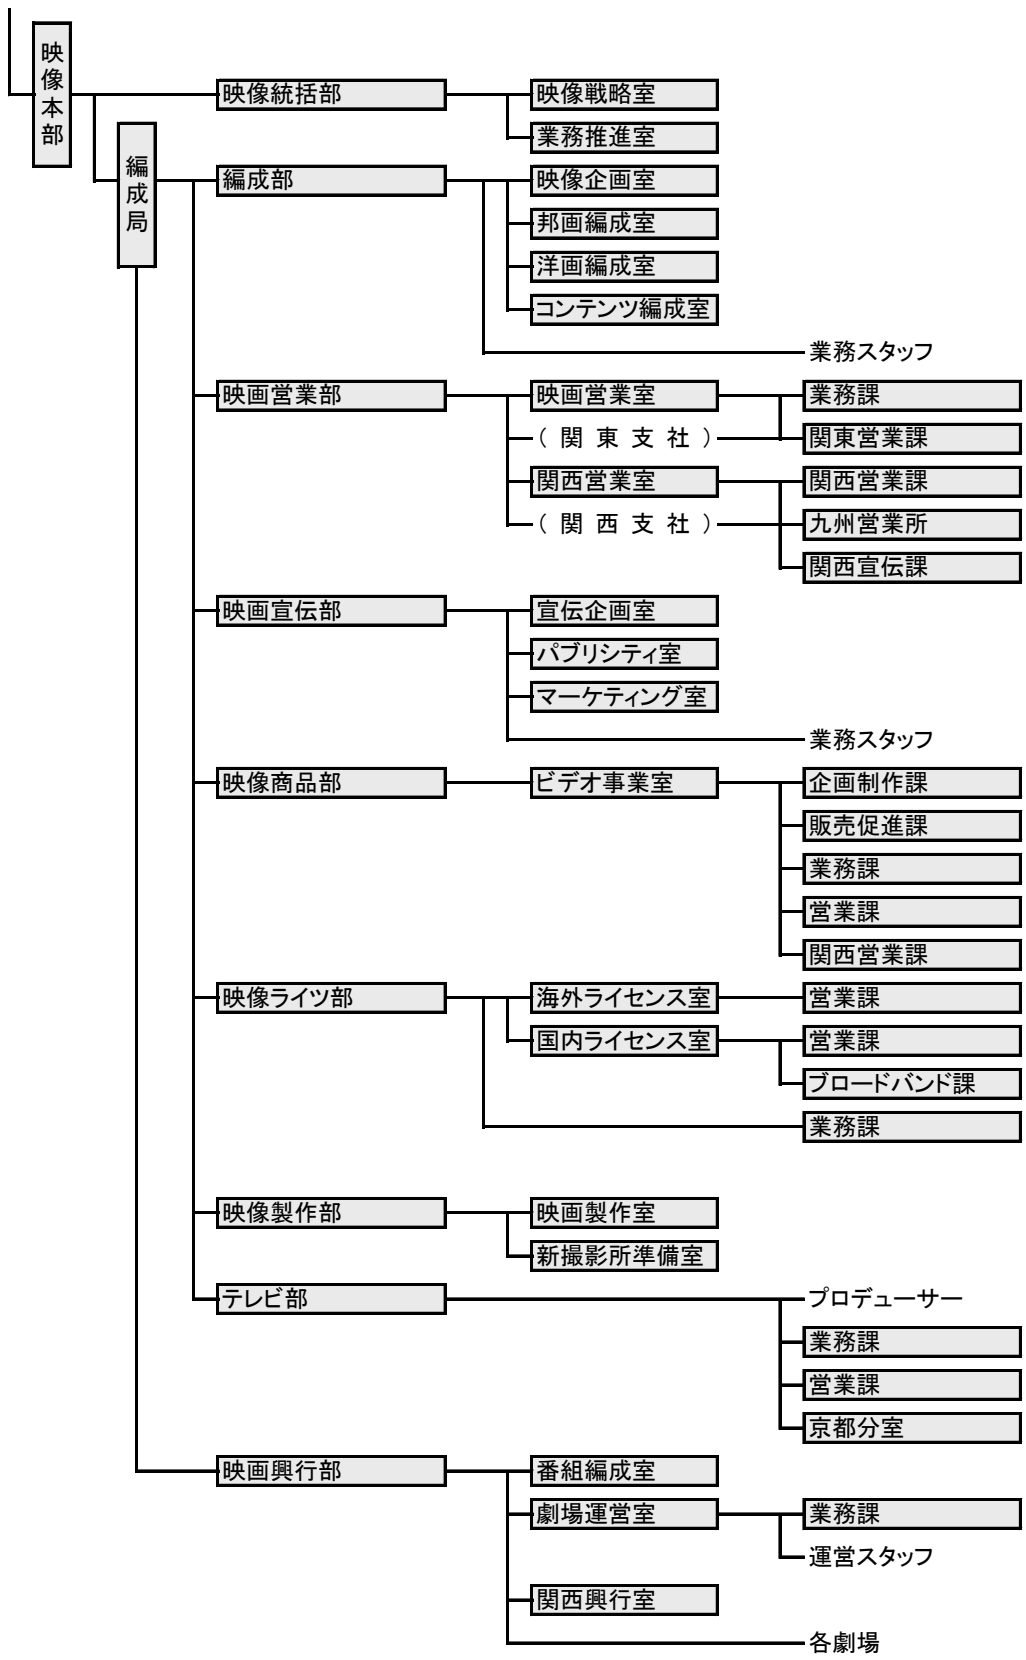 映像本部
映像統括部
映像戦略室
業務推進室
編成局
編成部
映像企画室
邦画編成室
洋画編成室
コンテンツ編成室
業務スタッフ
映画営業部
映画営業室
業務課
(関東支社)
関東営業課
関西営業室
関西営業課
(関西支社)
九州営業所
関西宣伝課
映画宣伝部
宣伝企画室
パブリシティ室
マーケティング室
業務スタッフ
映像商品部
ビデオ事業室
企画制作課
販売促進課
業務課
営業課
関西営業課
映像ライツ部
海外ライセンス室
営業課
国内ライセンス室
営業課
ブロードバンド課
業務課
映像製作部
映画製作室
新撮影所準備室
テレビ部
プロデューサー
業務課
営業課
京都分室
映画興行部
番組編成室
劇場運営室
業務課
運営スタッフ
関西興行室
各劇場